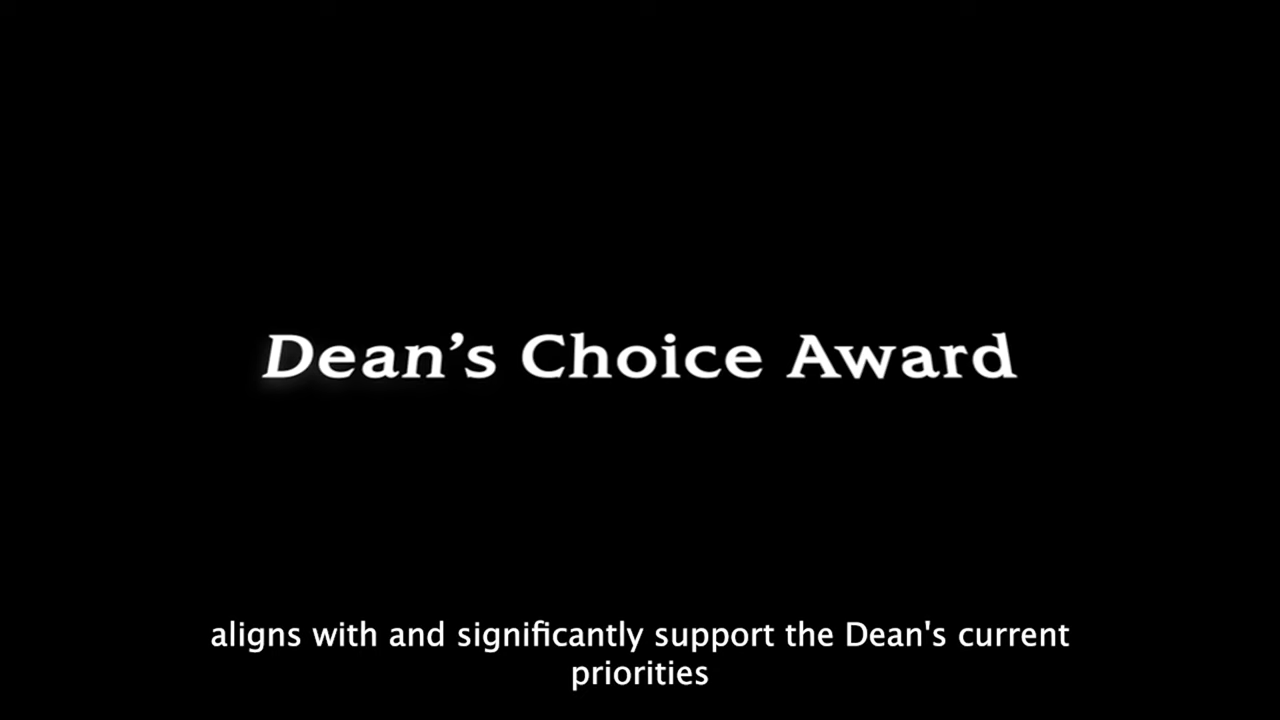 Dean’s Choice Award
aligns with and significantly support the Dean's current
priorities